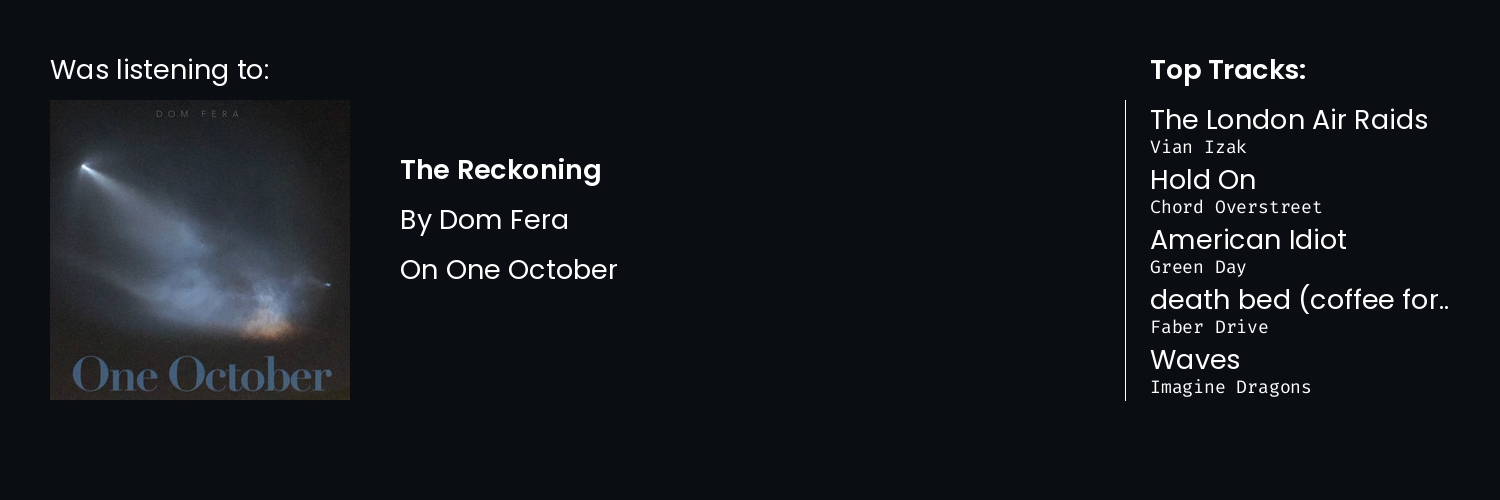 Was listening to:
DOM FERA
One October
The Reckoning
By Dom Fera
On One October
Top Tracks:
The London Air Raids
Vian Izak
Hold On
Chord Overstreet
American Idiot
Green Day
death bed (coffee for..
Faber Drive
Waves
Imagine Dragons